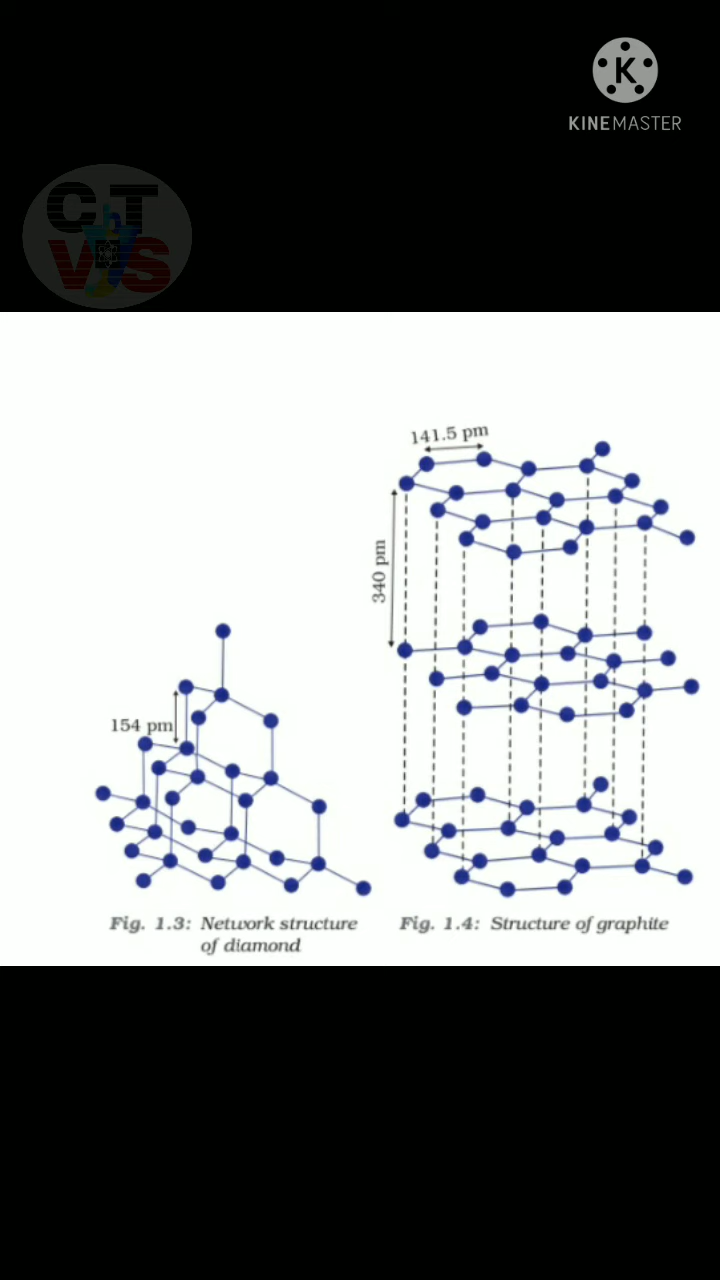 KINEMASTER
C T
V S
141.5 pm
340 pm
154 pm
Fig. 1.3: Network structure
of diamond
Fig. 1.4: Structure of graphite